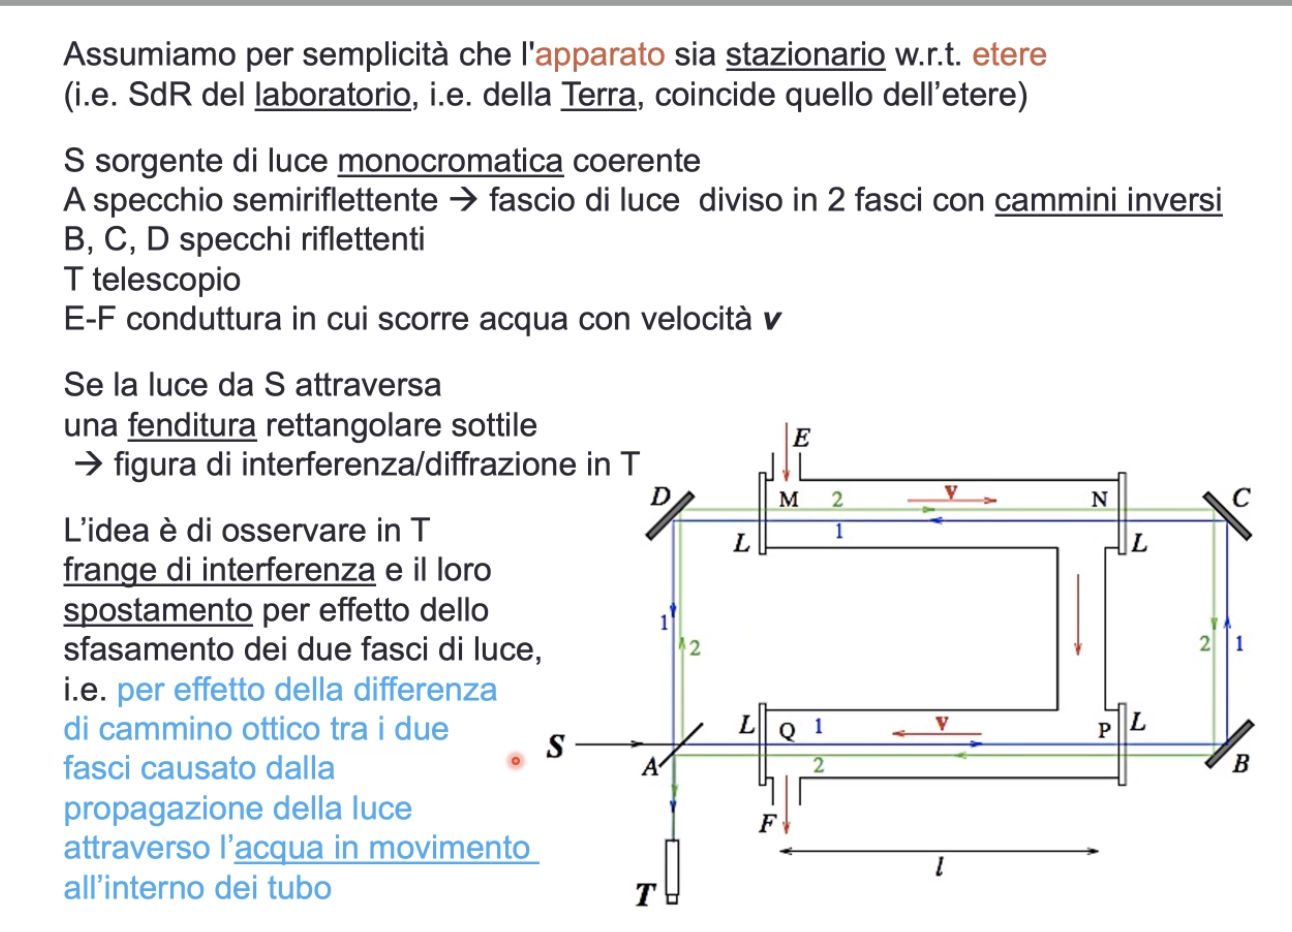 Assumiamo per semplicità che l'apparato sia stazionario w.r.t. etere
(i.e. SdR del laboratorio, i.e. della Terra, coincide quello dell'etere)
S sorgente di luce monocromatica coerente
A specchio semiriflettente → fascio di luce diviso in 2 fasci con cammini inversi
B, C, D specchi riflettenti
T telescopio
E-F conduttura in cui scorre acqua con velocità v
Se la luce da S attraversa
una fenditura rettangolare sottile
→ figura di interferenza/diffrazione in T
L'idea è di osservare in T
frange di interferenza e il loro
spostamento per effetto dello
sfasamento dei due fasci di luce,
i.e. per effetto della differenza
di cammino ottico tra i due
fasci causato dalla
propagazione della luce
attraverso l'acqua in movimento
all'interno dei tubo
E
D M 2 v N C
L 1 L
1 2 2 1
L Q 1 v P L
S A 2 B
F
l
T